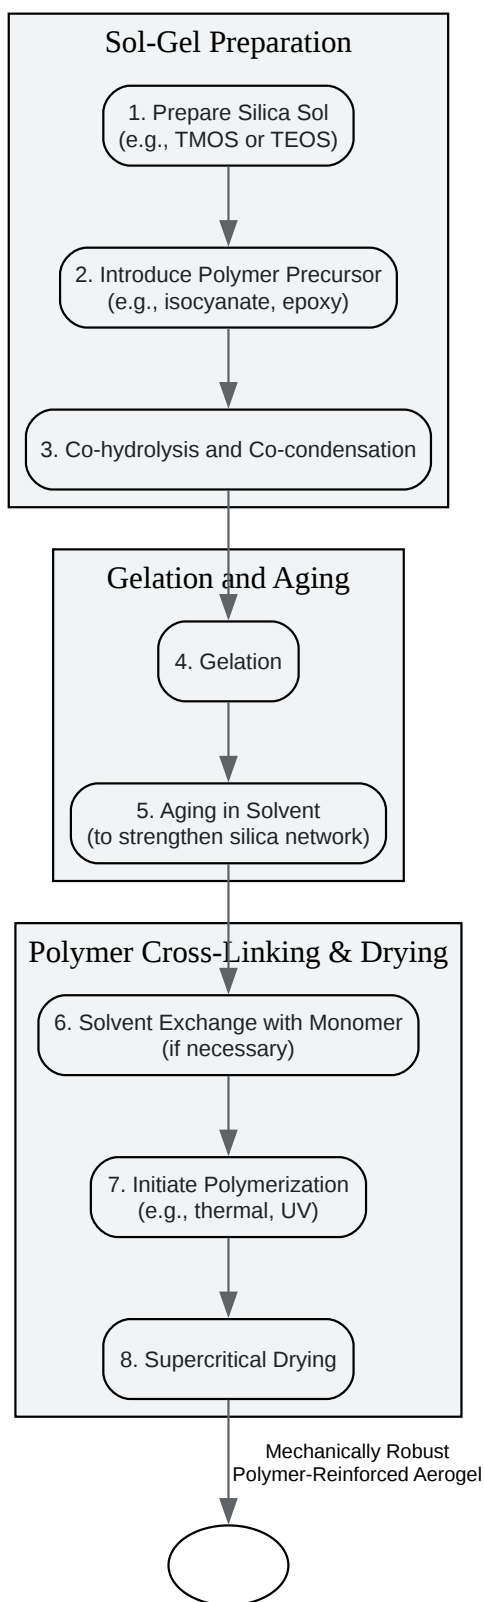 Sol-Gel Preparation
1. Prepare Silica Sol
(e.g., TMOS or TEOS)
2. Introduce Polymer Precursor
(e.g., isocyanate, epoxy)
3. Co-hydrolysis and Co-condensation
Gelation and Aging
4. Gelation
5. Aging in Solvent
(to strengthen silica network)
Polymer Cross-Linking & Drying
6. Solvent Exchange with Monomer
(if necessary)
7. Initiate Polymerization
(e.g., thermal, UV)
8. Supercritical Drying
Mechanically Robust
Polymer-Reinforced Aerogel